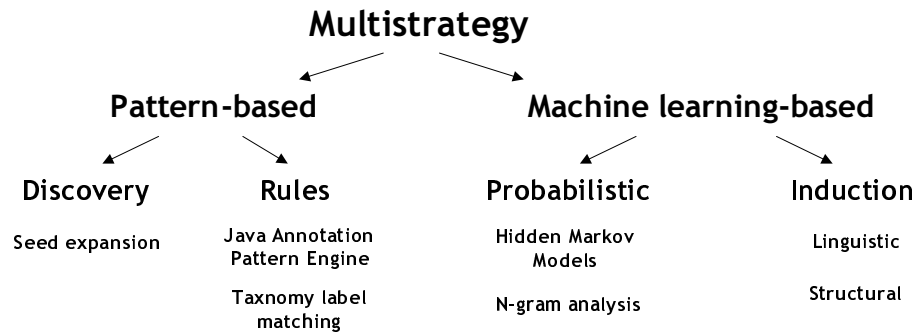 Multistrategy
Pattern-based
Machine learning-based
Discovery
Rules
Probabilistic
Induction
Seed expansion
Java Annotation
Pattern Engine
Taxnomy label
matching
Hidden Markov
Models
N-gram analysis
Linguistic
Structural